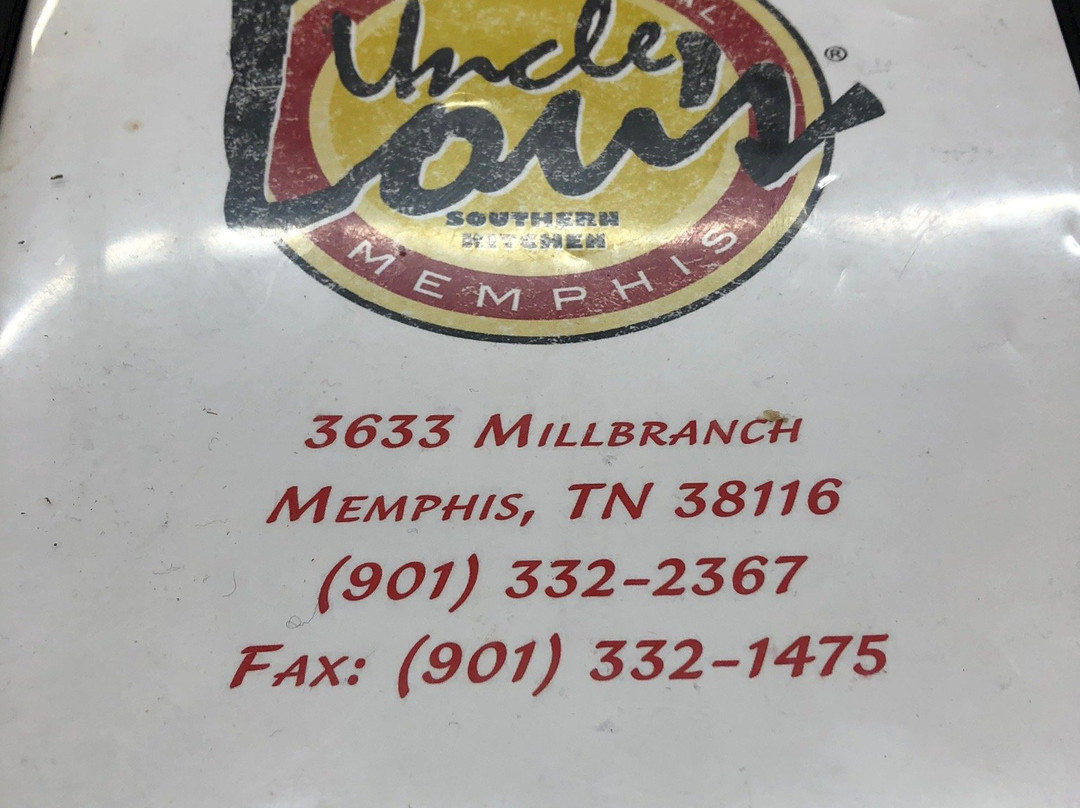 Uncle
Lou's
®
SOUTHERN
KITCHEN
MEMPHIS
3633 MILLBRANCH
MEMPHIS, TN 38116
(901) 332-2367
FAX: (901) 332-1475